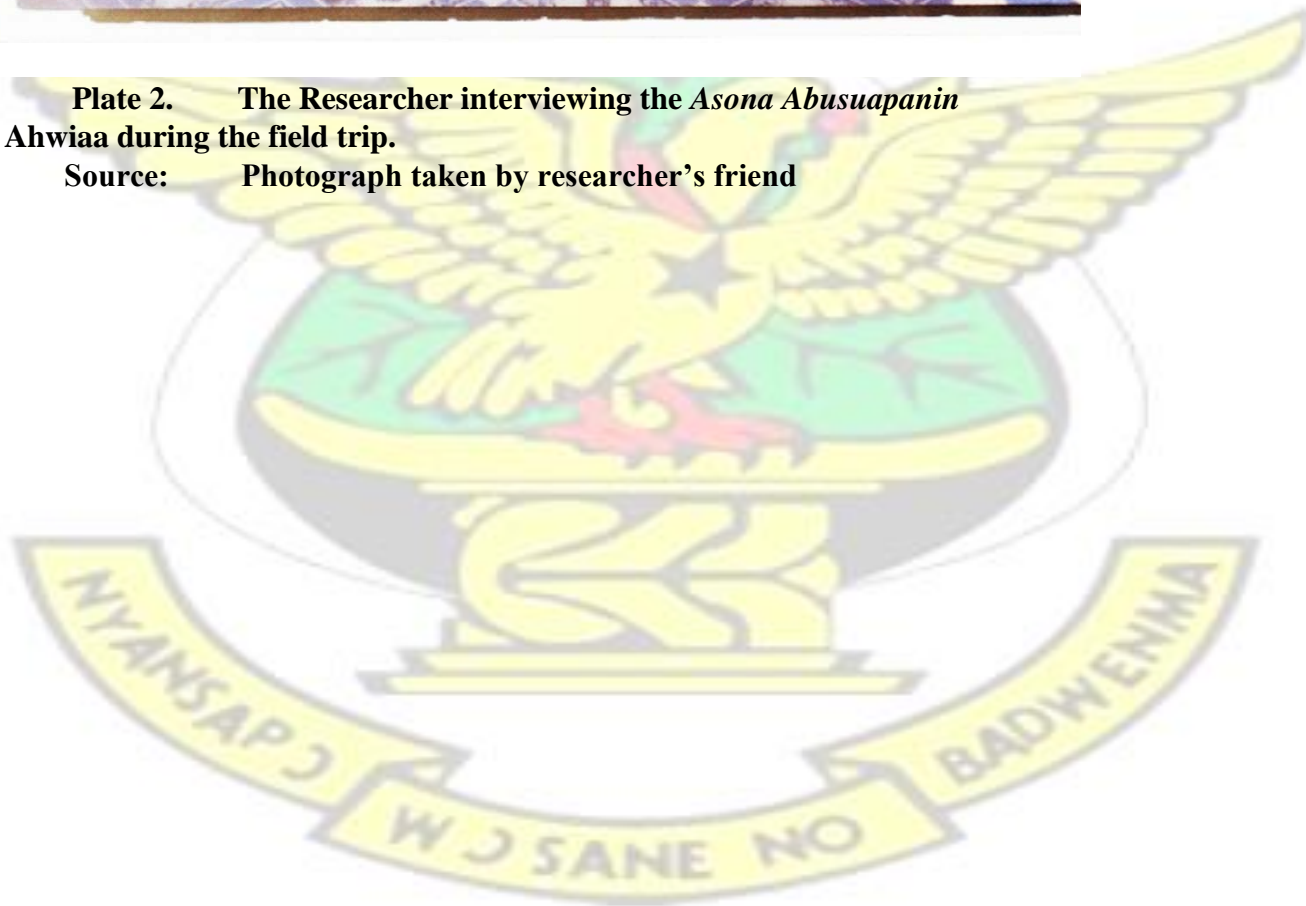 Plate 2. The Researcher interviewing the Asona Abusuapanin
Ahwiaa during the field trip.
Source: Photograph taken by researcher’s friend
NYANSAPƆ
WƆSANE NO
BADWENMA